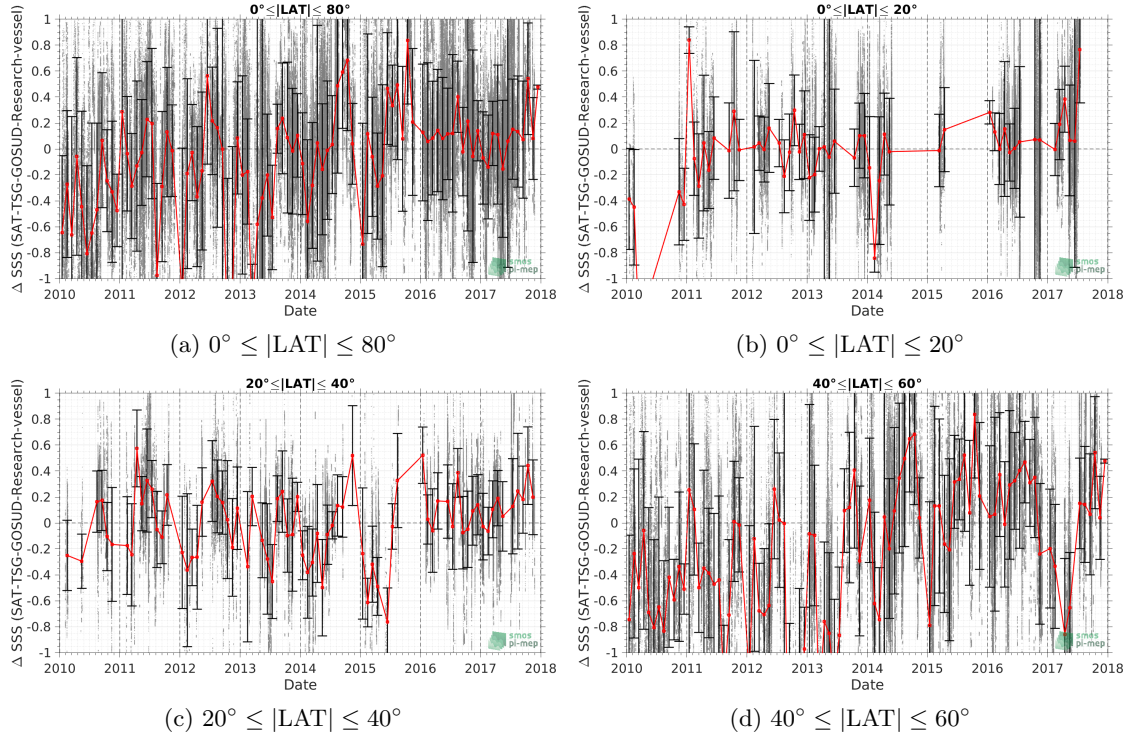 0°≤|LAT|≤ 80°
Δ SSS (SAT-TSG-GOSUD-Research-vessel)
1
0.8
0.6
0.4
0.2
0
-0.2
-0.4
-0.6
-0.8
-1
smos
pi-mep
2010 2011 2012 2013 2014 2015 2016 2017 2018
Date
(a) 0° ≤ |LAT| ≤ 80°
0°≤|LAT|≤ 20°
Δ SSS (SAT-TSG-GOSUD-Research-vessel)
1
0.8
0.6
0.4
0.2
0
-0.2
-0.4
-0.6
-0.8
-1
smos
pi-mep
2010 2011 2012 2013 2014 2015 2016 2017 2018
Date
(b) 0° ≤ |LAT| ≤ 20°
20°≤|LAT|≤ 40°
Δ SSS (SAT-TSG-GOSUD-Research-vessel)
1
0.8
0.6
0.4
0.2
0
-0.2
-0.4
-0.6
-0.8
-1
smos
pi-mep
2010 2011 2012 2013 2014 2015 2016 2017 2018
Date
(c) 20° ≤ |LAT| ≤ 40°
40°≤|LAT|≤ 60°
Δ SSS (SAT-TSG-GOSUD-Research-vessel)
1
0.8
0.6
0.4
0.2
0
-0.2
-0.4
-0.6
-0.8
-1
smos
pi-mep
2010 2011 2012 2013 2014 2015 2016 2017 2018
Date
(d) 40° ≤ |LAT| ≤ 60°